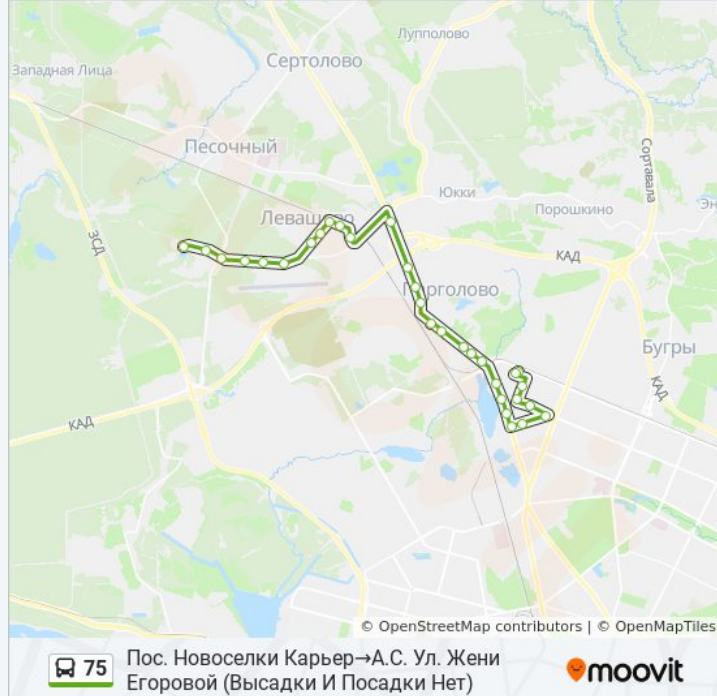 Лупполово
Сертолово
Западная Лица
Песочный
Сортавала
Юкки
Эн
Порошкино
Левашово
ЗСД
КАД
Парголово
Бугры
КАД
КАД
© OpenStreetMap contributors | © OpenMapTiles
75
Пос. Новоселки Карьер→А.С. Ул. Жени
Егоровой (Высадки И Посадки Нет)
moovit